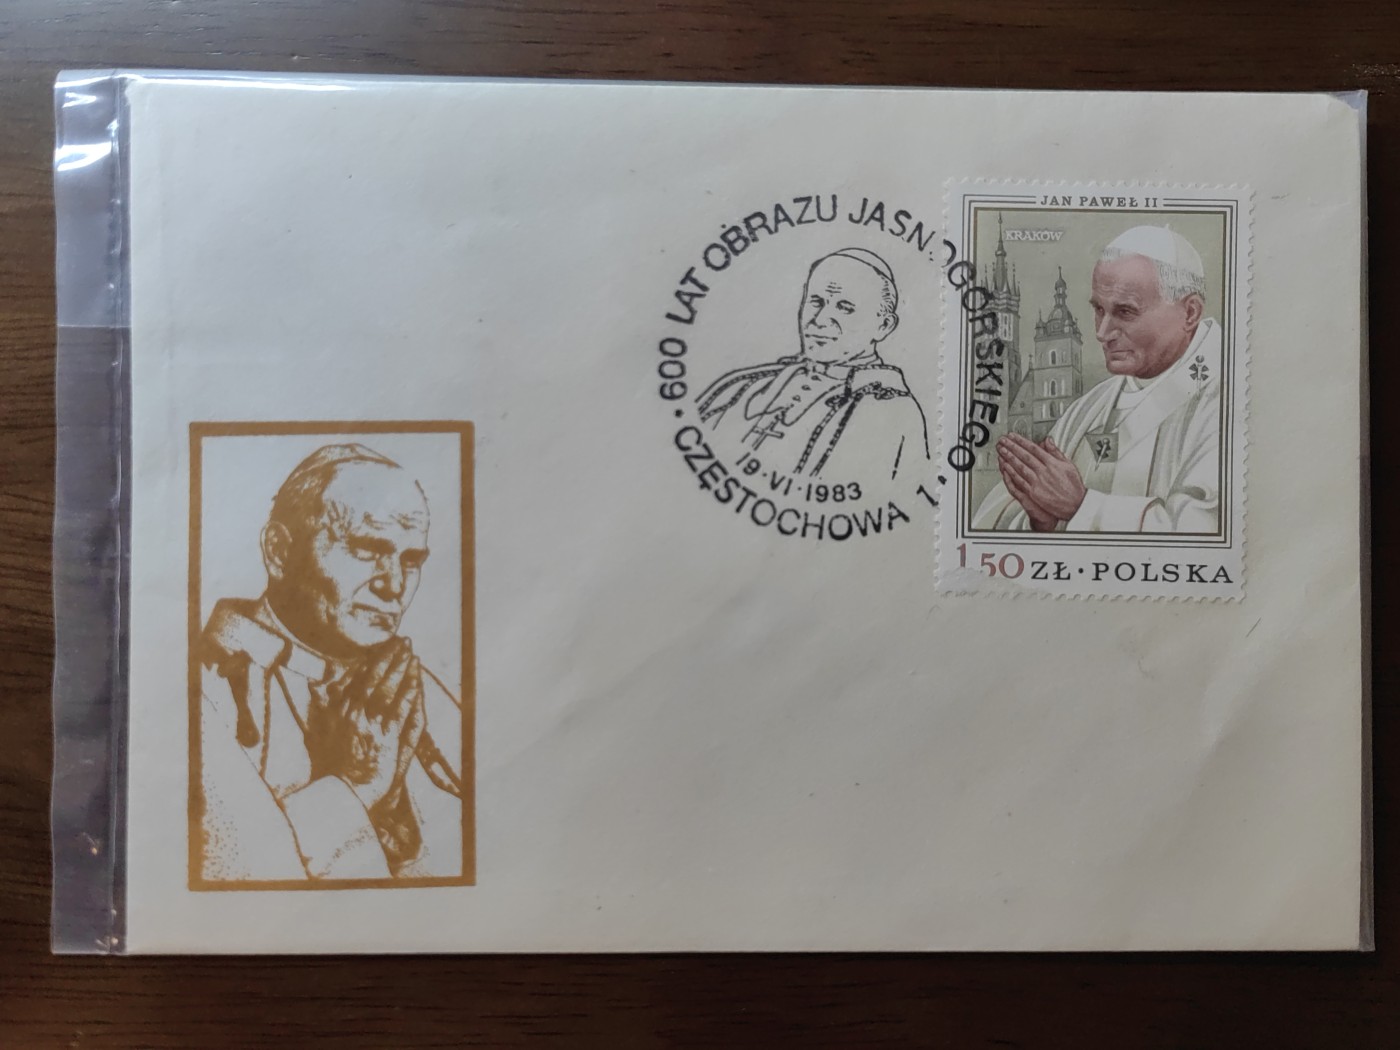 600 LAT OBRAZU JASNOGÓRSKIEGO
19·VI·1983
CZĘSTOCHOWA 1
JAN PAWEŁ II
KRAKÓW
1,50 ZŁ·POLSKA